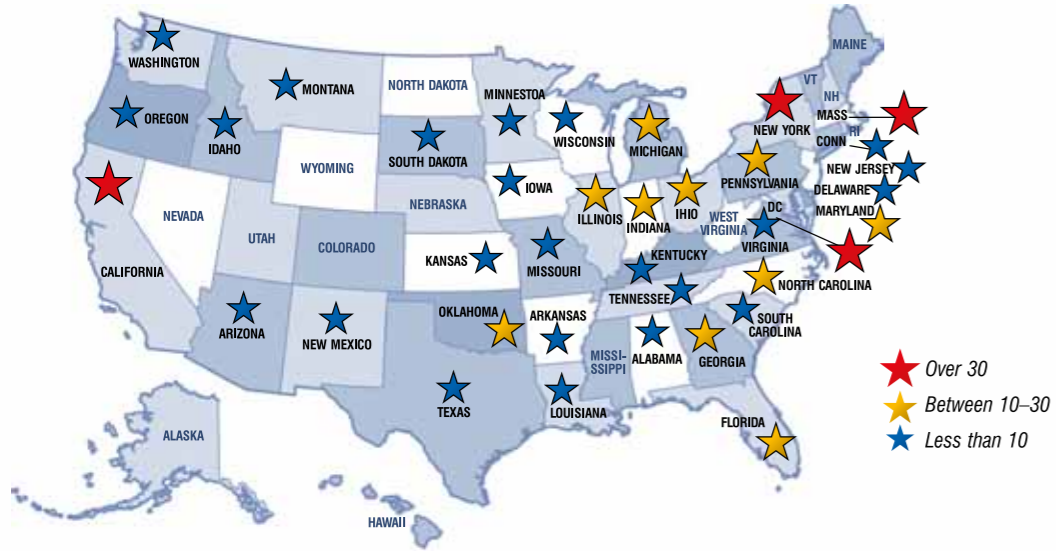 WASHINGTON
MONTANA
NORTH DAKOTA
MINNESTOA
MAINE
VT
NH
MASS
OREGON
IDAHO
SOUTH DAKOTA
WISCONSIN
MICHIGAN
NEW YORK
RI
CONN
WYOMING
IOWA
PENNSYLVANIA
NEW JERSEY
DELAWARE
NEBRASKA
ILLINOIS
INDIANA
IHIO
WEST
VIRGINIA
DC
MARYLAND
NEVADA
UTAH
COLORADO
KANSAS
MISSOURI
KENTUCKY
VIRGINIA
CALIFORNIA
TENNESSEE
NORTH CAROLINA
ARIZONA
NEW MEXICO
OKLAHOMA
ARKANSAS
MISSI-
SSIPPI
ALABAMA
GEORGIA
SOUTH
CAROLINA
TEXAS
LOUISIANA
FLORIDA
ALASKA
HAWAII
Over 30
Between 10–30
Less than 10